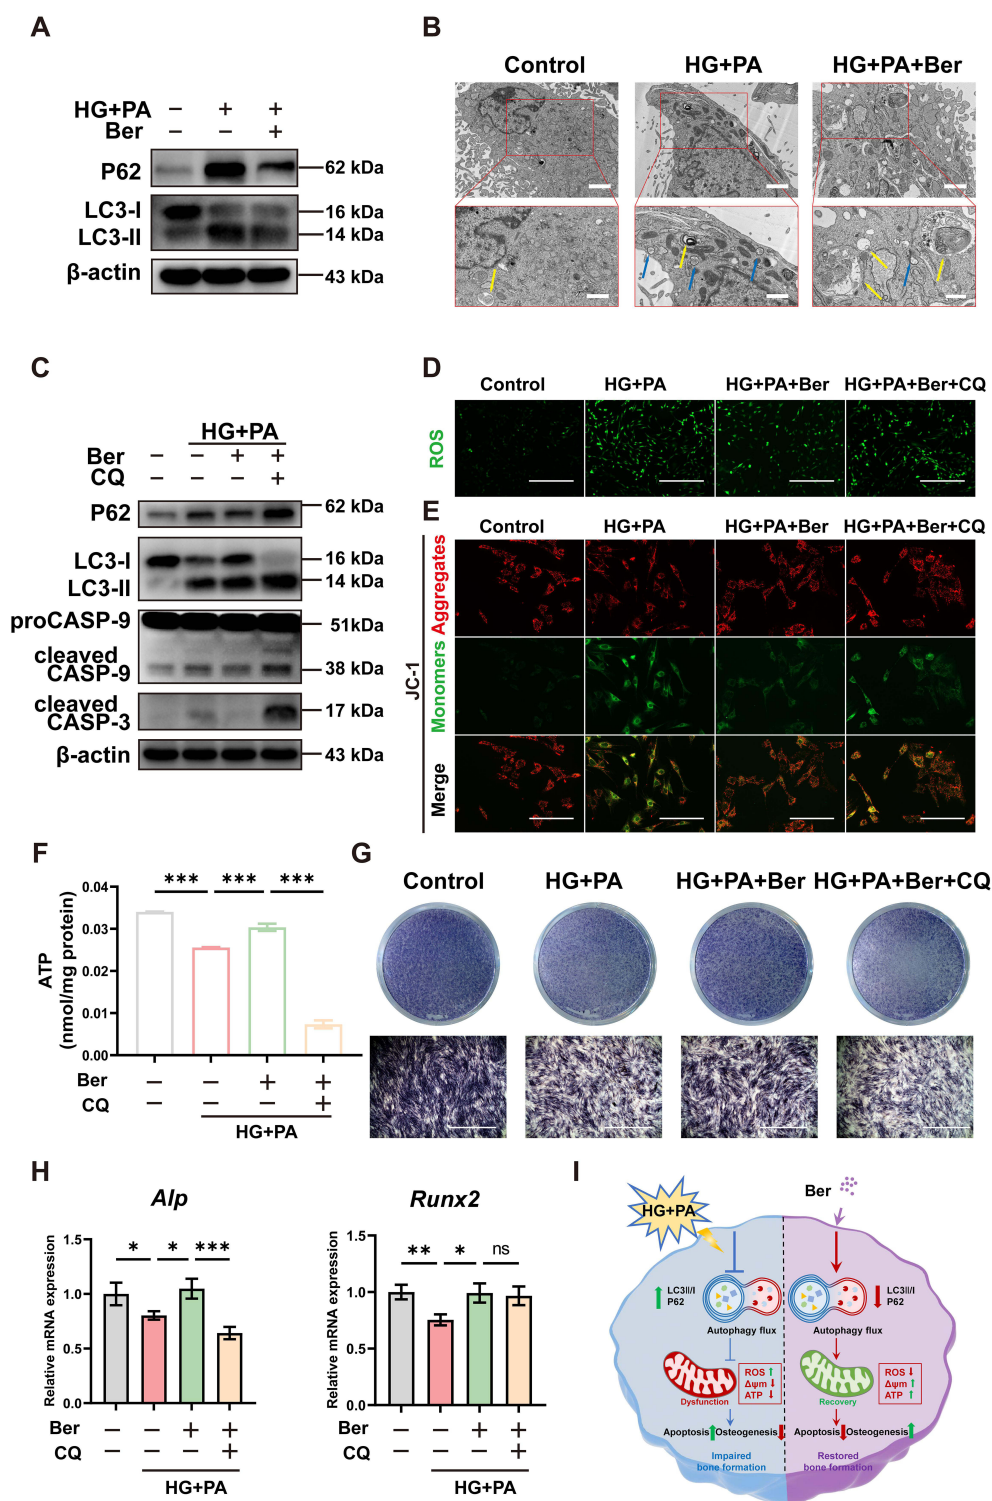 A
HG+PA − + +
Ber − − +
P62 62 kDa
LC3-I 16 kDa
LC3-II 14 kDa
β-actin 43 kDa
B
Control HG+PA HG+PA+Ber
C
HG+PA
Ber − − + +
CQ − − − +
P62 62 kDa
LC3-I 16 kDa
LC3-II 14 kDa
proCASP-9 51kDa
cleaved
CASP-9 38 kDa
cleaved
CASP-3 17 kDa
β-actin 43 kDa
D
Control HG+PA HG+PA+Ber HG+PA+Ber+CQ
ROS
E
Control HG+PA HG+PA+Ber HG+PA+Ber+CQ
JC-1
Aggregates
Monomers
Merge
F
*** *** ***
ATP
(nmol/mg protein)
0.04
0.03
0.02
0.01
0.00
Ber − − + +
CQ − − − +
HG+PA
G
Control HG+PA HG+PA+Ber HG+PA+Ber+CQ
H
Alp
Relative mRNA expression
1.5
1.0
0.5
0.0
* * ***
Ber − − + +
CQ − − − +
HG+PA
Runx2
Relative mRNA expression
1.5
1.0
0.5
0.0
** * ns
Ber − − + +
CQ − − − +
HG+PA
I
HG+PA
Ber
LC3II/I
P62
LC3II/I
P62
Autophagy flux
Autophagy flux
ROS
Δψm
ATP
ROS
Δψm
ATP
Dysfunction
Recovery
Apoptosis Osteogenesis
Apoptosis Osteogenesis
Impaired
bone formation
Restored
bone formation